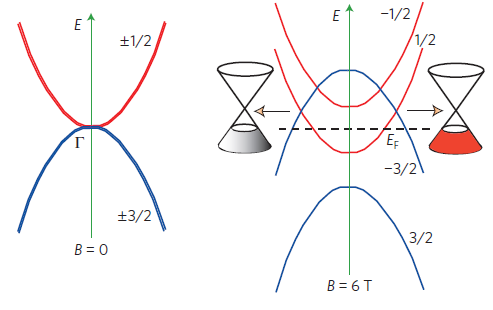 E
±1/2
Γ
±3/2
B = 0
E
−1/2
1/2
E_F
−3/2
3/2
B = 6 T